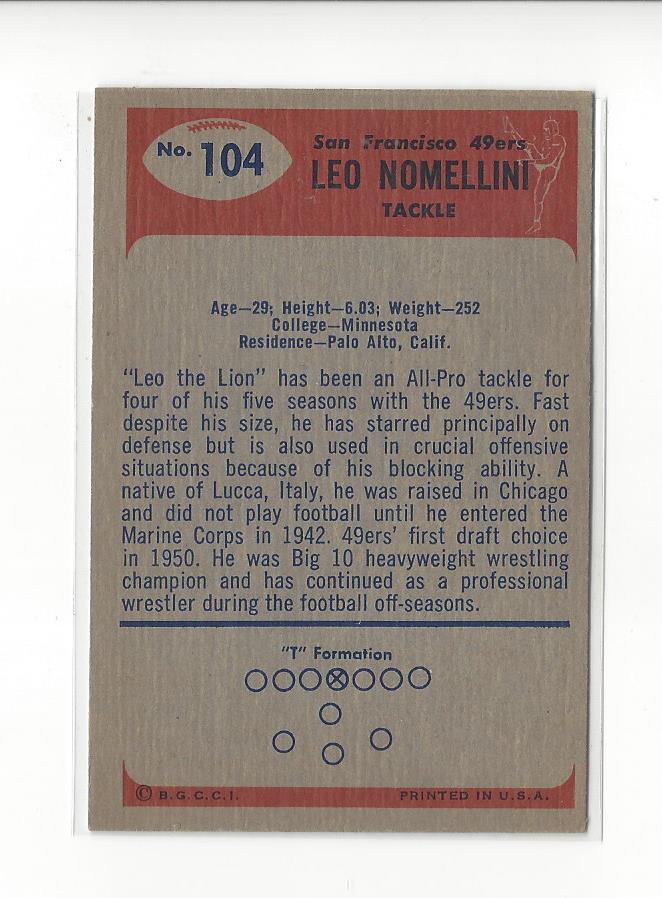 No. 104
San Francisco 49ers
LEO NOMELLINI
TACKLE
Age—29; Height—6.03; Weight—252
College—Minnesota
Residence—Palo Alto, Calif.
"Leo the Lion" has been an All-Pro tackle for
four of his five seasons with the 49ers. Fast
despite his size, he has starred principally on
defense but is also used in crucial offensive
situations because of his blocking ability. A
native of Lucca, Italy, he was raised in Chicago
and did not play football until he entered the
Marine Corps in 1942. 49ers' first draft choice
in 1950. He was Big 10 heavyweight wrestling
champion and has continued as a professional
wrestler during the football off-seasons.
"T" Formation
© B.G.C.C.I.
PRINTED IN U.S.A.